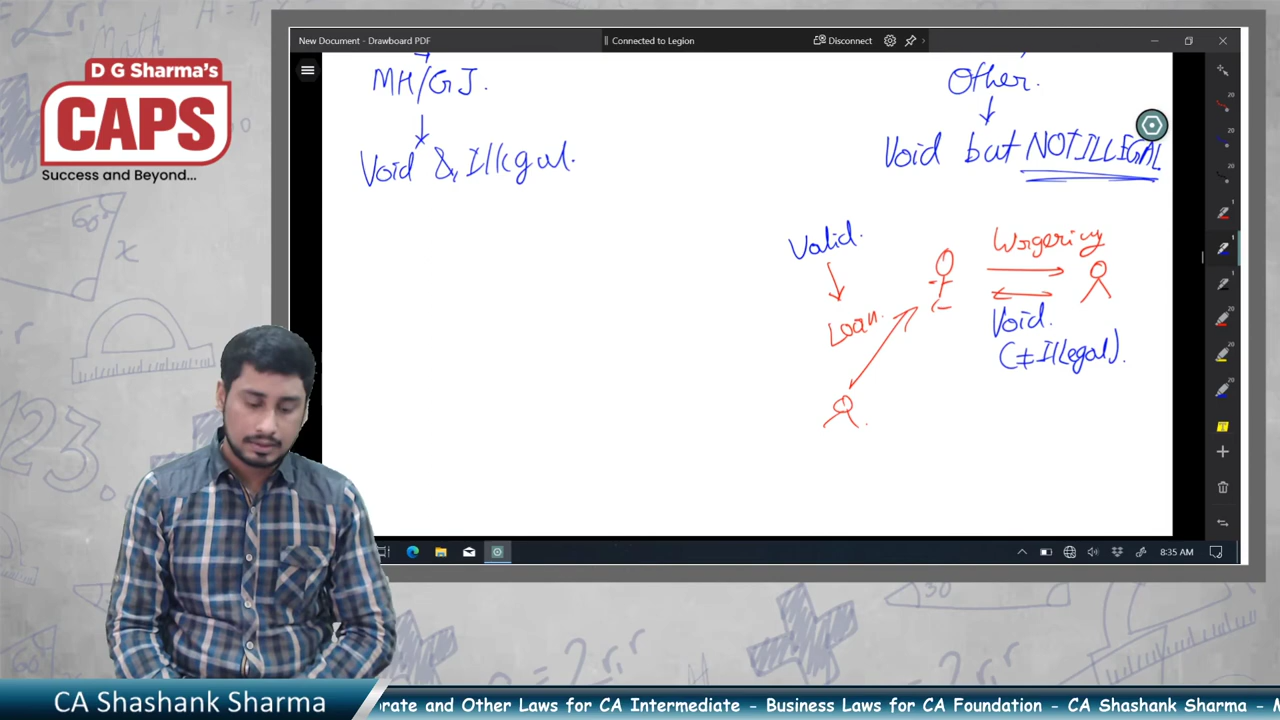 D G Sharma's
CAPS
Success and Beyond...
New Document - Drawboard PDF
Connected to Legion
Disconnect
MH/GJ.
Void & Illegal.
Other.
Void but NOT ILLEGAL
Valid.
Loan.
Wagering
Void.
(≠ Illegal).
8:35 AM
CA Shashank Sharma
orate and Other Laws for CA Intermediate - Business Laws for CA Foundation - CA Shashank Sharma -